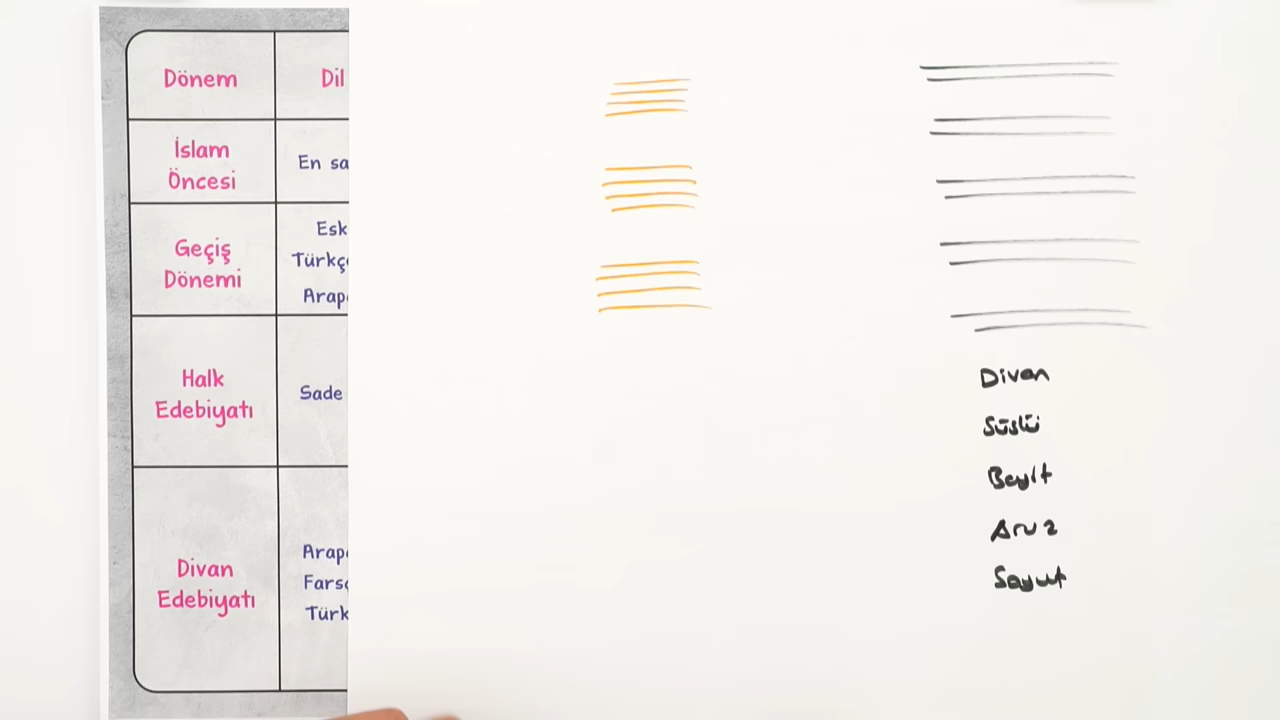 Dönem
Dil
İslam
Öncesi
En sa
Geçiş
Dönemi
Esk
Türkç
Arap
Halk
Edebiyatı
Sade
Divan
Edebiyatı
Arap
Fars
Türk
Divan
Süslü
Beyit
Aruz
Soyut